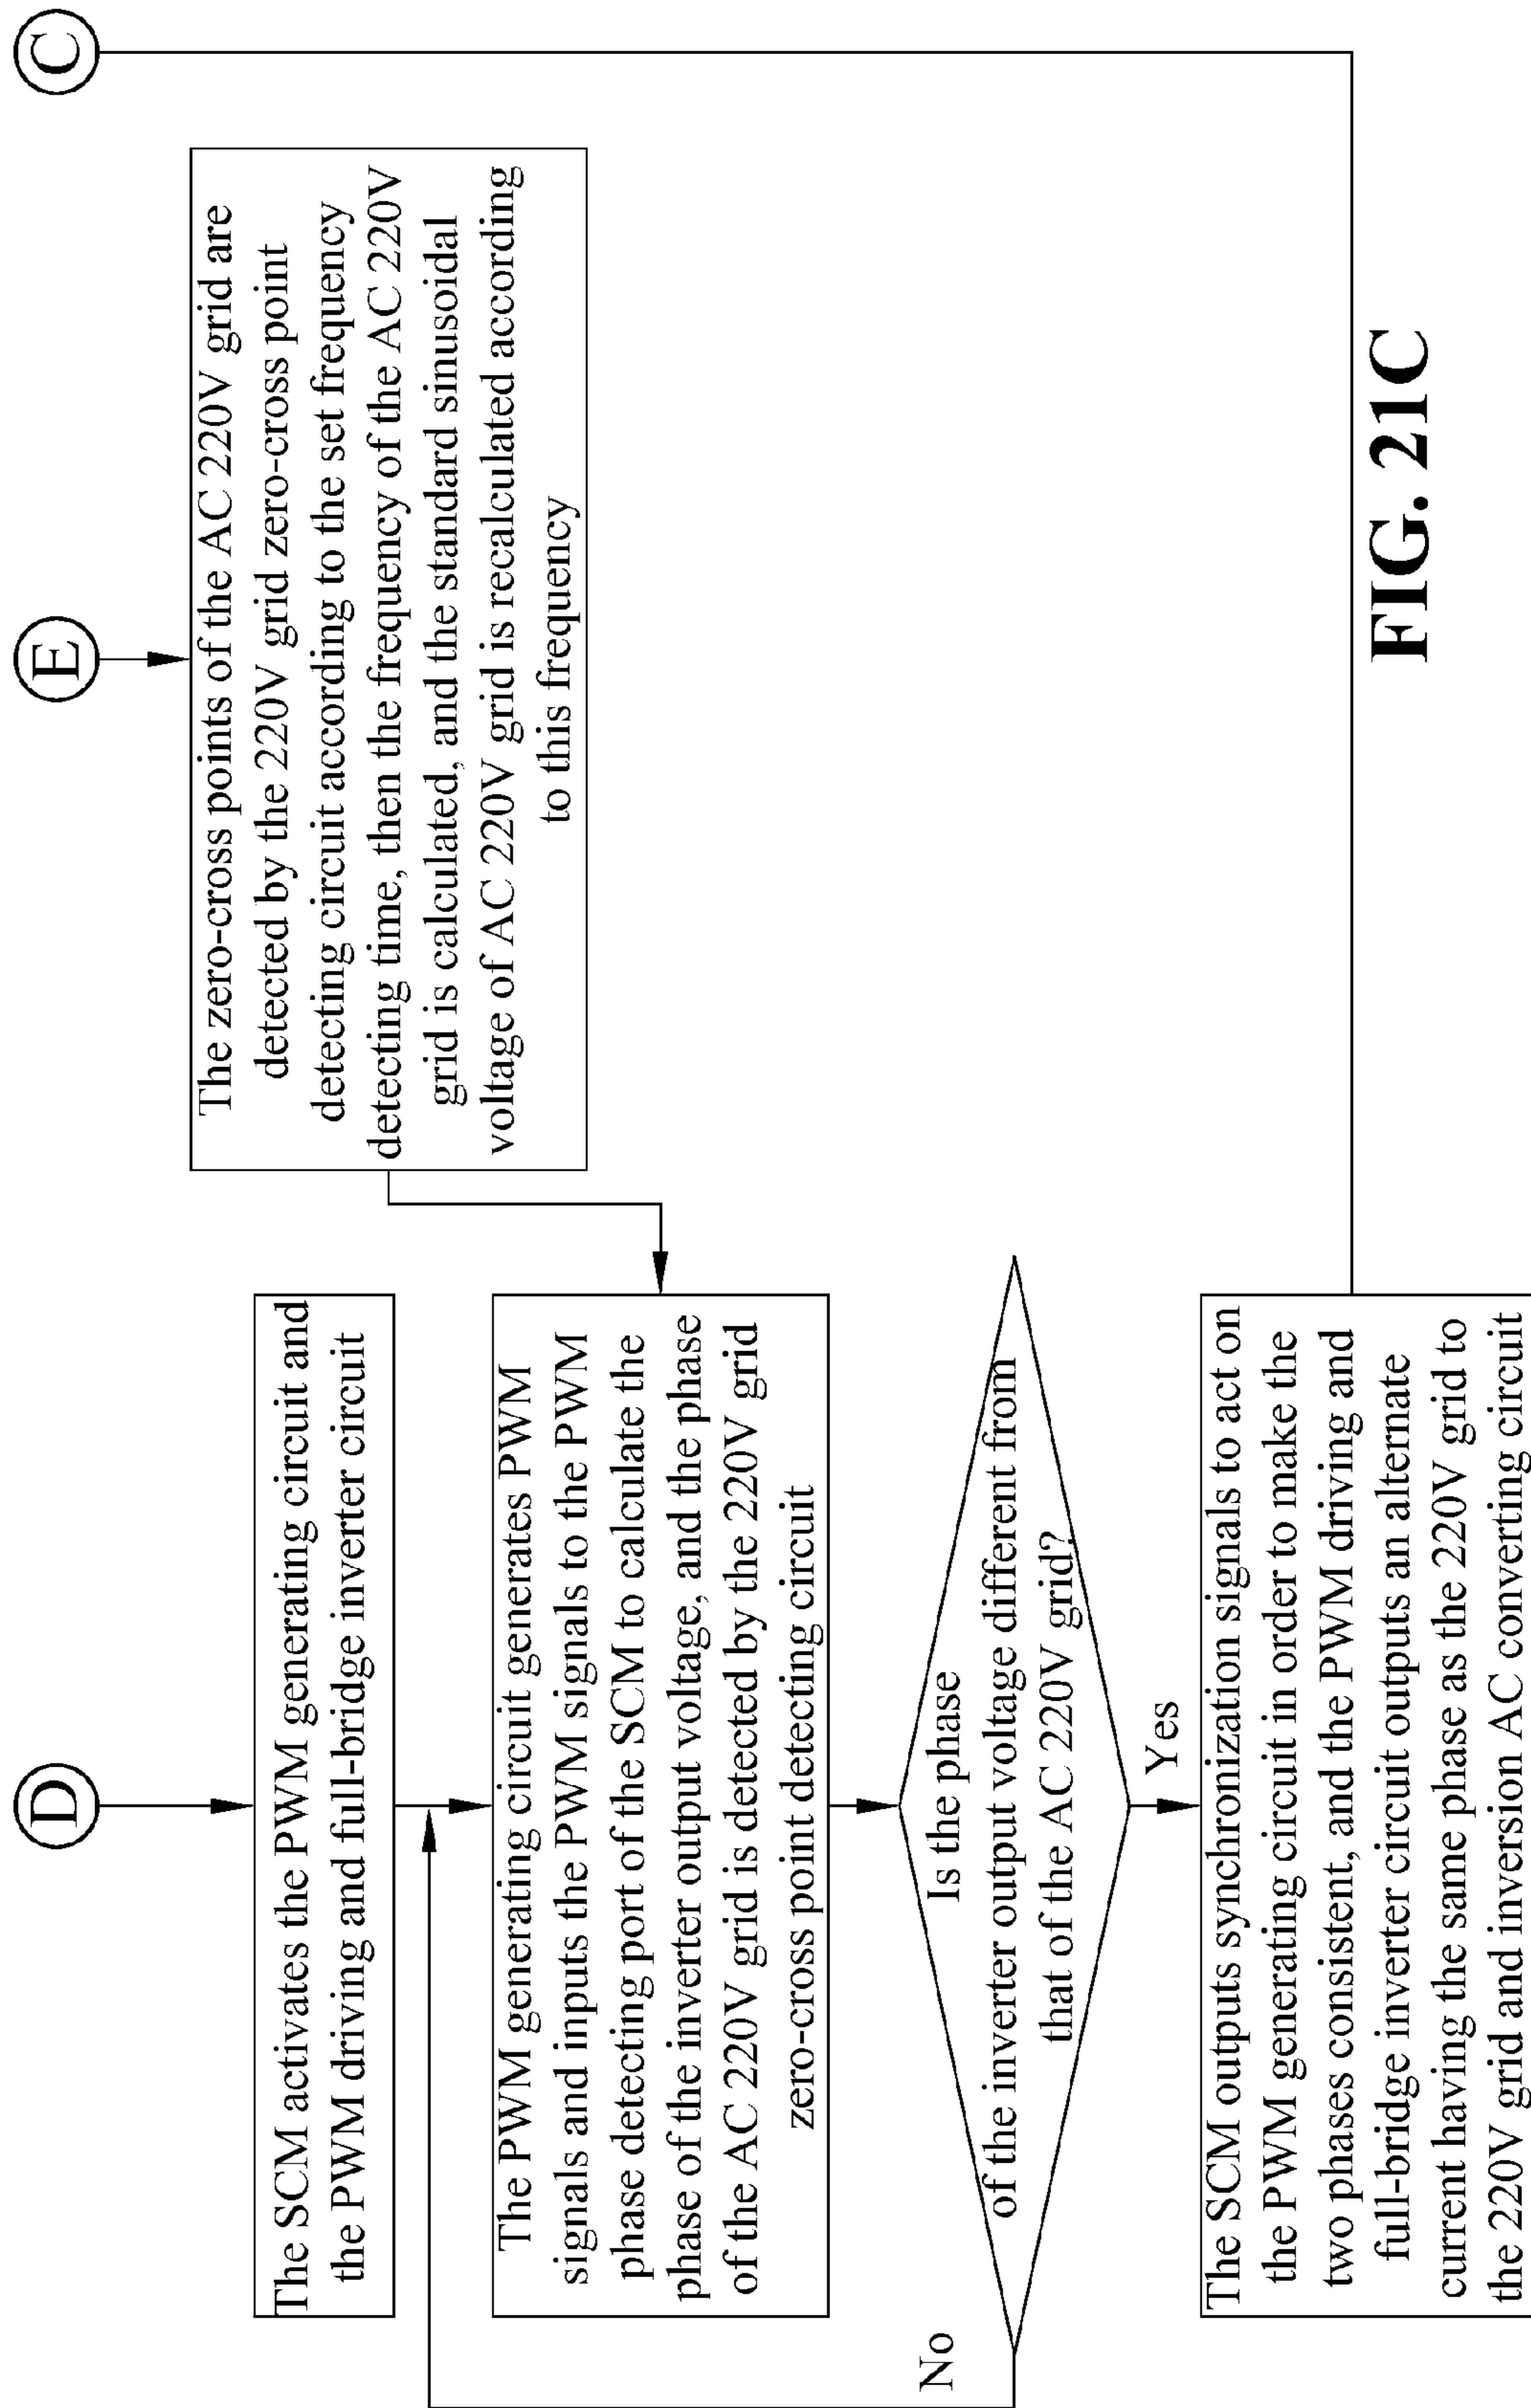 D
E
C
The SCM activates the PWM generating circuit and
the PWM driving and full-bridge inverter circuit
The zero-cross points of the AC 220V grid are
detected by the 220V grid zero-cross point
detecting circuit according to the set frequency
detecting time, then the frequency of the AC 220V
grid is calculated, and the standard sinusoidal
voltage of AC 220V grid is recalculated according
to this frequency
The PWM generating circuit generates PWM
signals and inputs the PWM signals to the PWM
phase detecting port of the SCM to calculate the
phase of the inverter output voltage, and the phase
of the AC 220V grid is detected by the 220V grid
zero-cross point detecting circuit
Is the phase
of the inverter output voltage different from
that of the AC 220V grid?
No
Yes
The SCM outputs synchronization signals to act on
the PWM generating circuit in order to make the
two phases consistent, and the PWM driving and
full-bridge inverter circuit outputs an alternate
current having the same phase as the 220V grid to
the 220V grid and inversion AC converting circuit
FIG. 21C